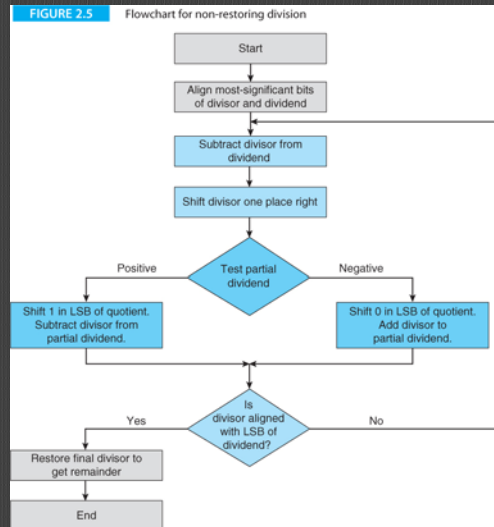 FIGURE 2.5 Flowchart for non-restoring division
Start
Align most-significant bits
of divisor and dividend
Subtract divisor from
dividend
Shift divisor one place right
Test partial
dividend
Positive
Negative
Shift 1 in LSB of quotient.
Subtract divisor from
partial dividend.
Shift 0 in LSB of quotient.
Add divisor to
partial dividend.
Is
divisor aligned
with LSB of
dividend?
Yes
No
Restore final divisor to
get remainder
End